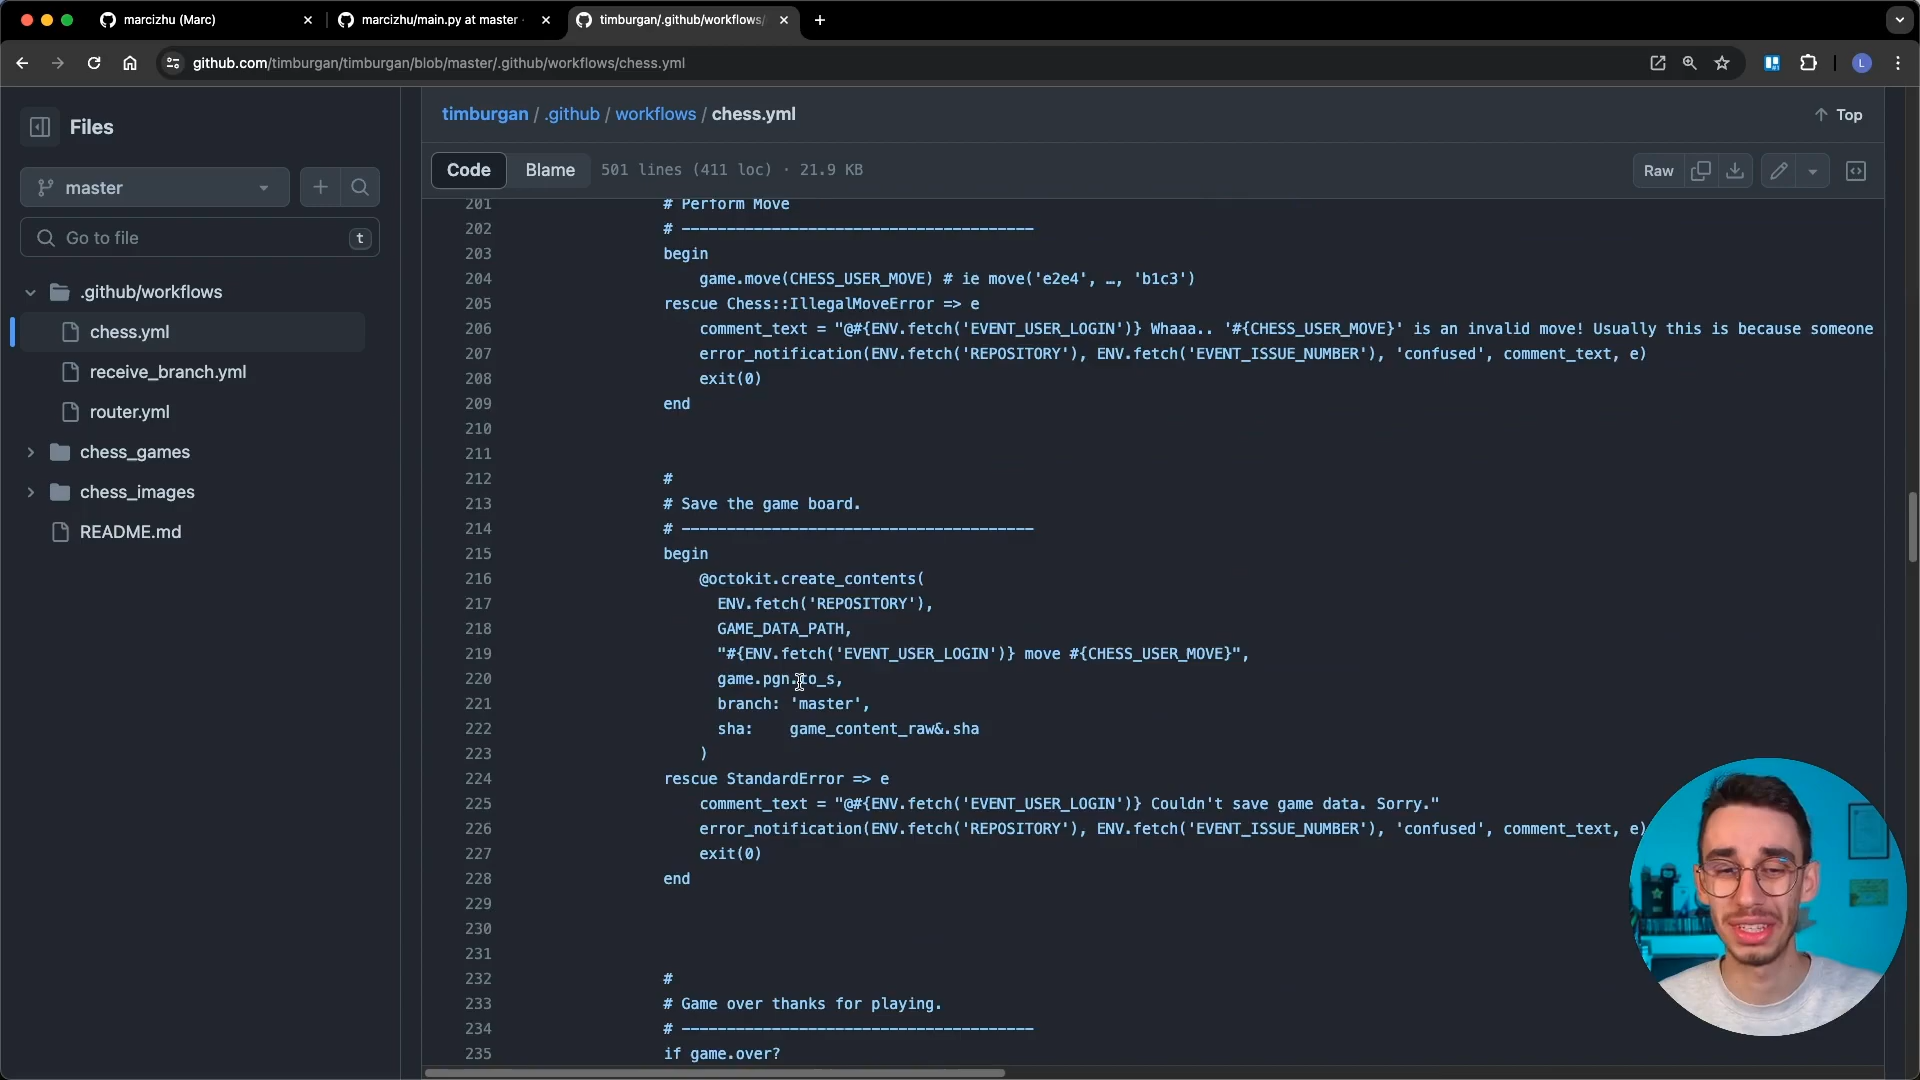 marcizhu (Marc)
marcizhu/main.py at master
timburgan/.github/workflows/
github.com/timburgan/timburgan/blob/master/.github/workflows/chess.yml
L
Files
master
Go to file
t
.github/workflows
chess.yml
receive_branch.yml
router.yml
chess_games
chess_images
README.md
timburgan / .github / workflows / chess.yml
Top
Code
Blame
501 lines (411 loc) · 21.9 KB
Raw
201 # Perform Move
202 # ---------------------------------------
203 begin
204 game.move(CHESS_USER_MOVE) # ie move('e2e4', …, 'b1c3')
205 rescue Chess::IllegalMoveError => e
206 comment_text = "@#{ENV.fetch('EVENT_USER_LOGIN')} Whaaa.. '#{CHESS_USER_MOVE}' is an invalid move! Usually this is because someone
207 error_notification(ENV.fetch('REPOSITORY'), ENV.fetch('EVENT_ISSUE_NUMBER'), 'confused', comment_text, e)
208 exit(0)
209 end
210
211
212 #
213 # Save the game board.
214 # ---------------------------------------
215 begin
216 @octokit.create_contents(
217 ENV.fetch('REPOSITORY'),
218 GAME_DATA_PATH,
219 "#{ENV.fetch('EVENT_USER_LOGIN')} move #{CHESS_USER_MOVE}",
220 game.pgn.to_s,
221 branch: 'master',
222 sha: game_content_raw&.sha
223 )
224 rescue StandardError => e
225 comment_text = "@#{ENV.fetch('EVENT_USER_LOGIN')} Couldn't save game data. Sorry."
226 error_notification(ENV.fetch('REPOSITORY'), ENV.fetch('EVENT_ISSUE_NUMBER'), 'confused', comment_text, e)
227 exit(0)
228 end
229
230
231
232 #
233 # Game over thanks for playing.
234 # ---------------------------------------
235 if game.over?